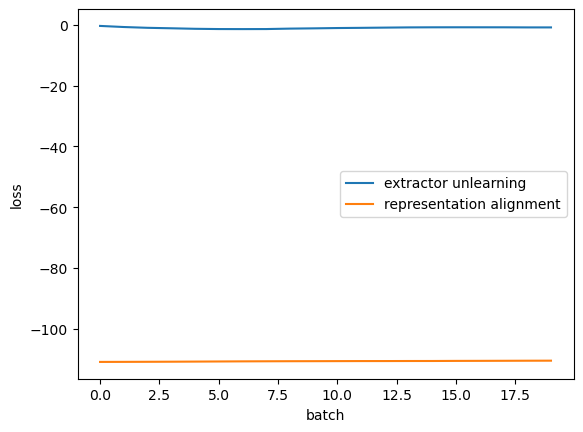 0
−20
−40
−60
−80
−100
loss
extractor unlearning
representation alignment
0.0 2.5 5.0 7.5 10.0 12.5 15.0 17.5
batch